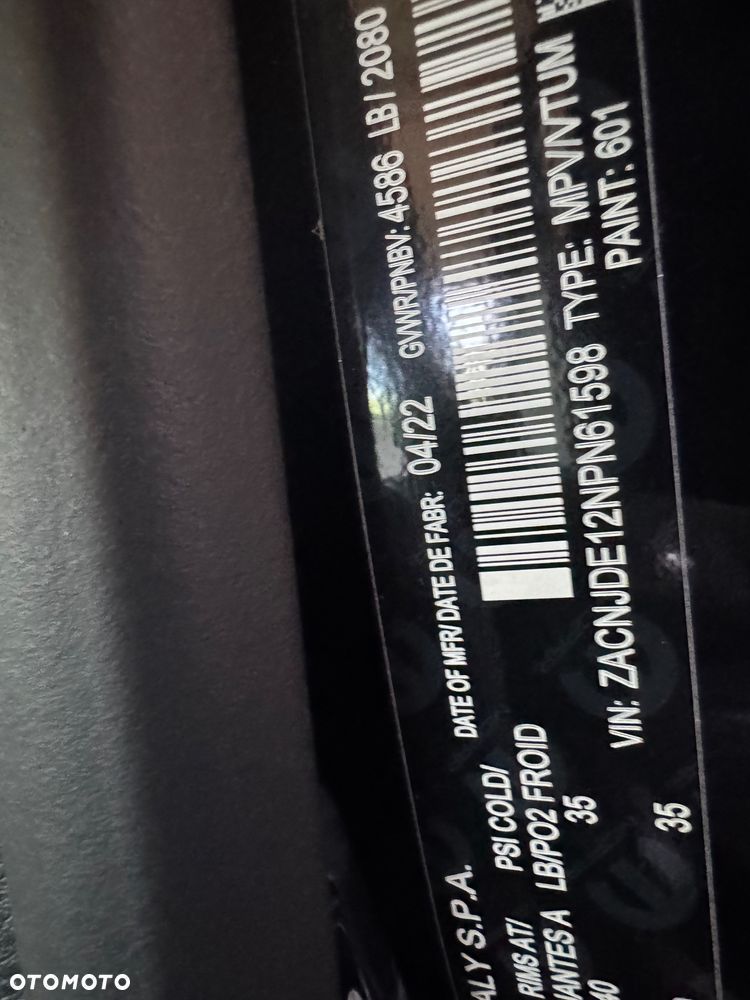 ALY S.P.A.
DATE OF MFR/ DATE DE FABR: 04/22 GVWR/PNBV: 4586 LB / 2080
RIMS AT/ PSI COLD/
ANTES A LB/PO2 FROID
35
VIN: ZACNJDE12NPN61598 TYPE: MPV/VTUM
PAINT: 601
35
OTOMOTO